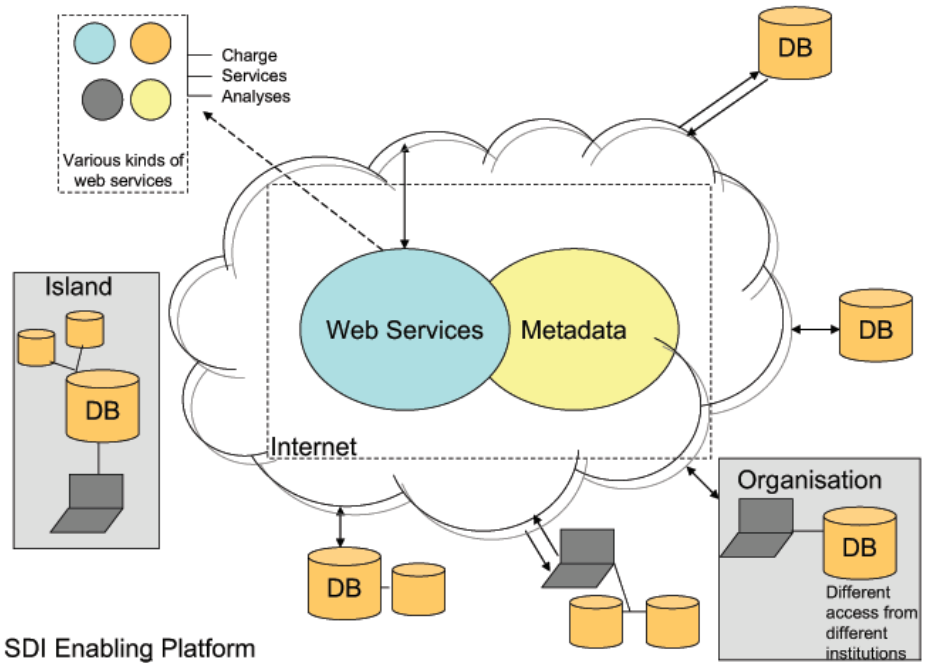 Charge
Services
Analyses
Various kinds of
web services
DB
Island
DB
Web Services
Metadata
DB
Internet
Organisation
DB
Different
access from
different
institutions
DB
SDI Enabling Platform